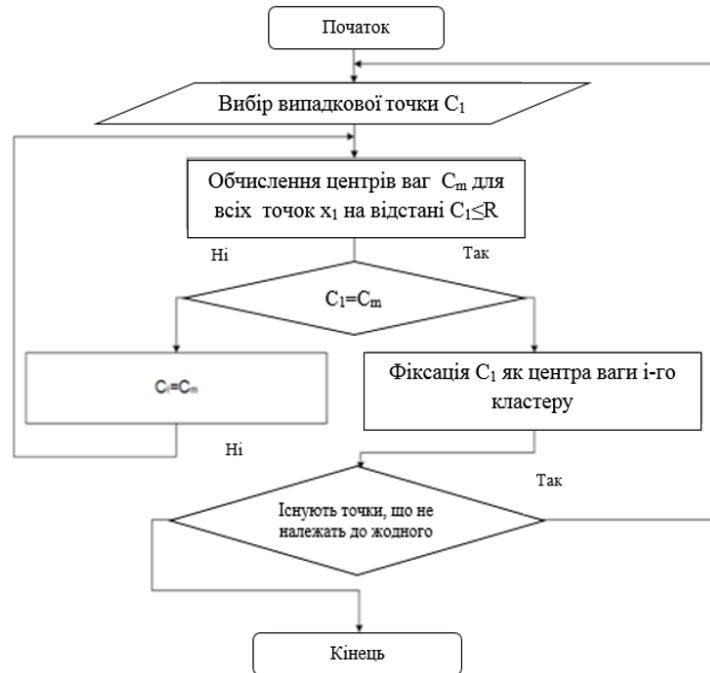 Початок
Вибір випадкової точки C₁
Обчислення центрів ваг Cₘ для
всіх точок x₁ на відстані C₁≤R
Ні
Так
C₁=Cₘ
C₁=Cₘ
Фіксація C₁ як центра ваги і-го
кластеру
Ні
Так
Існують точки, що не
належать до жодного
Кінець